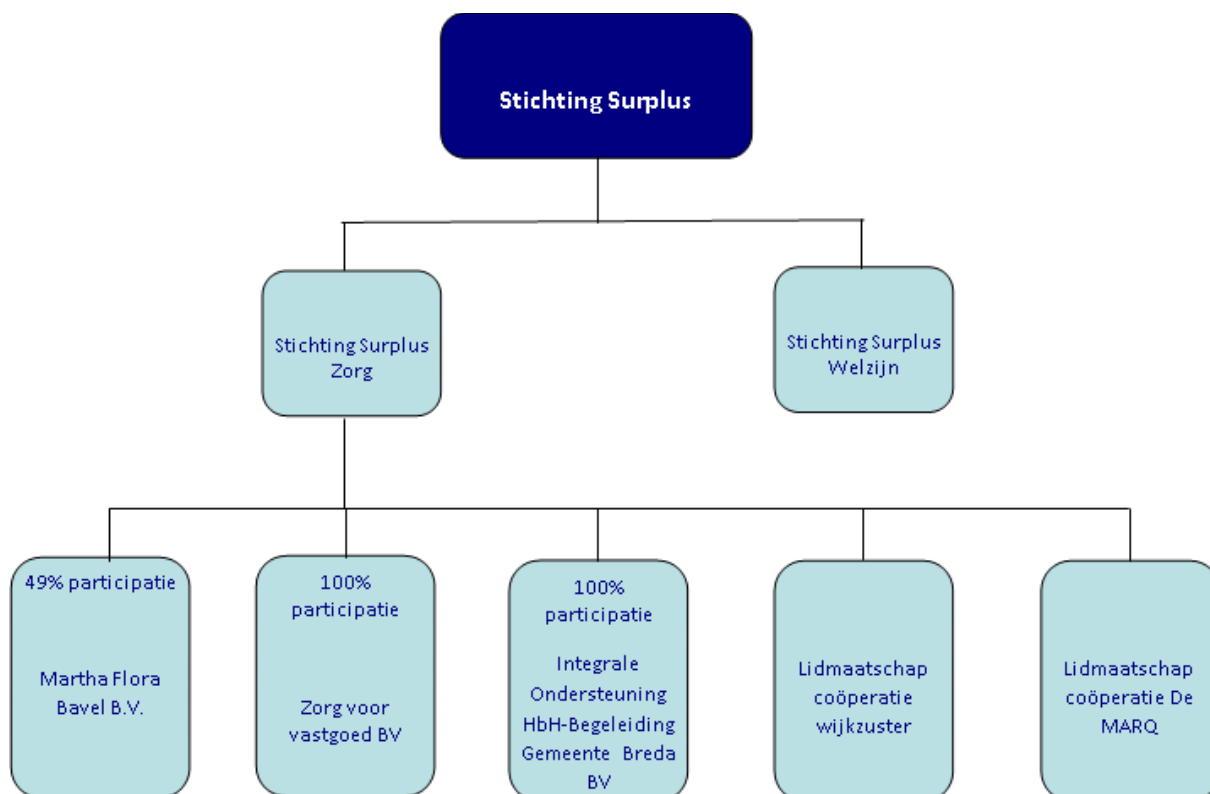 Stichting Surplus
Stichting Surplus
Zorg
Stichting Surplus
Welzijn
49% participatie
Martha Flora
Bavel B.V.
100%
participatie
Zorg voor
vastgoed BV
100%
participatie
Integrale
Ondersteuning
HbH-Begeleiding
Gemeente Breda
BV
Lidmaatschap
coöperatie
wijkzuster
Lidmaatschap
coöperatie De
MARQ